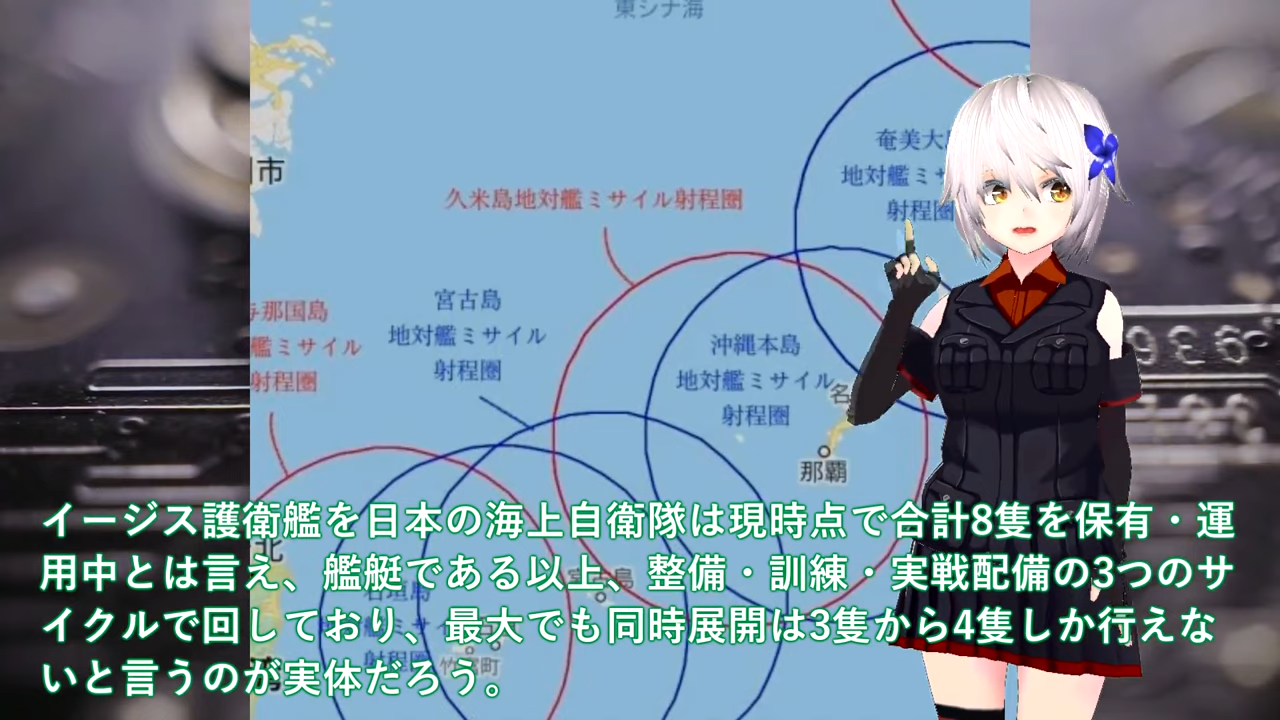 東シナ海
奄美大
地対艦ミ
射程圏
市
久米島地対艦ミサイル射程圏
那国島
艦ミサイル
射程圏
宮古島
地対艦ミサイル
射程圏
沖縄本島
地対艦ミサイル
射程圏
名
那覇
イージス護衛艦を日本の海上自衛隊は現時点で合計8隻を保有・運
用中とは言え、艦艇である以上、整備・訓練・実戦配備の3つのサ
イクルで回しており、最大でも同時展開は3隻から4隻しか行えな
いと言うのが実体だろう。
北
石垣島
射程圏